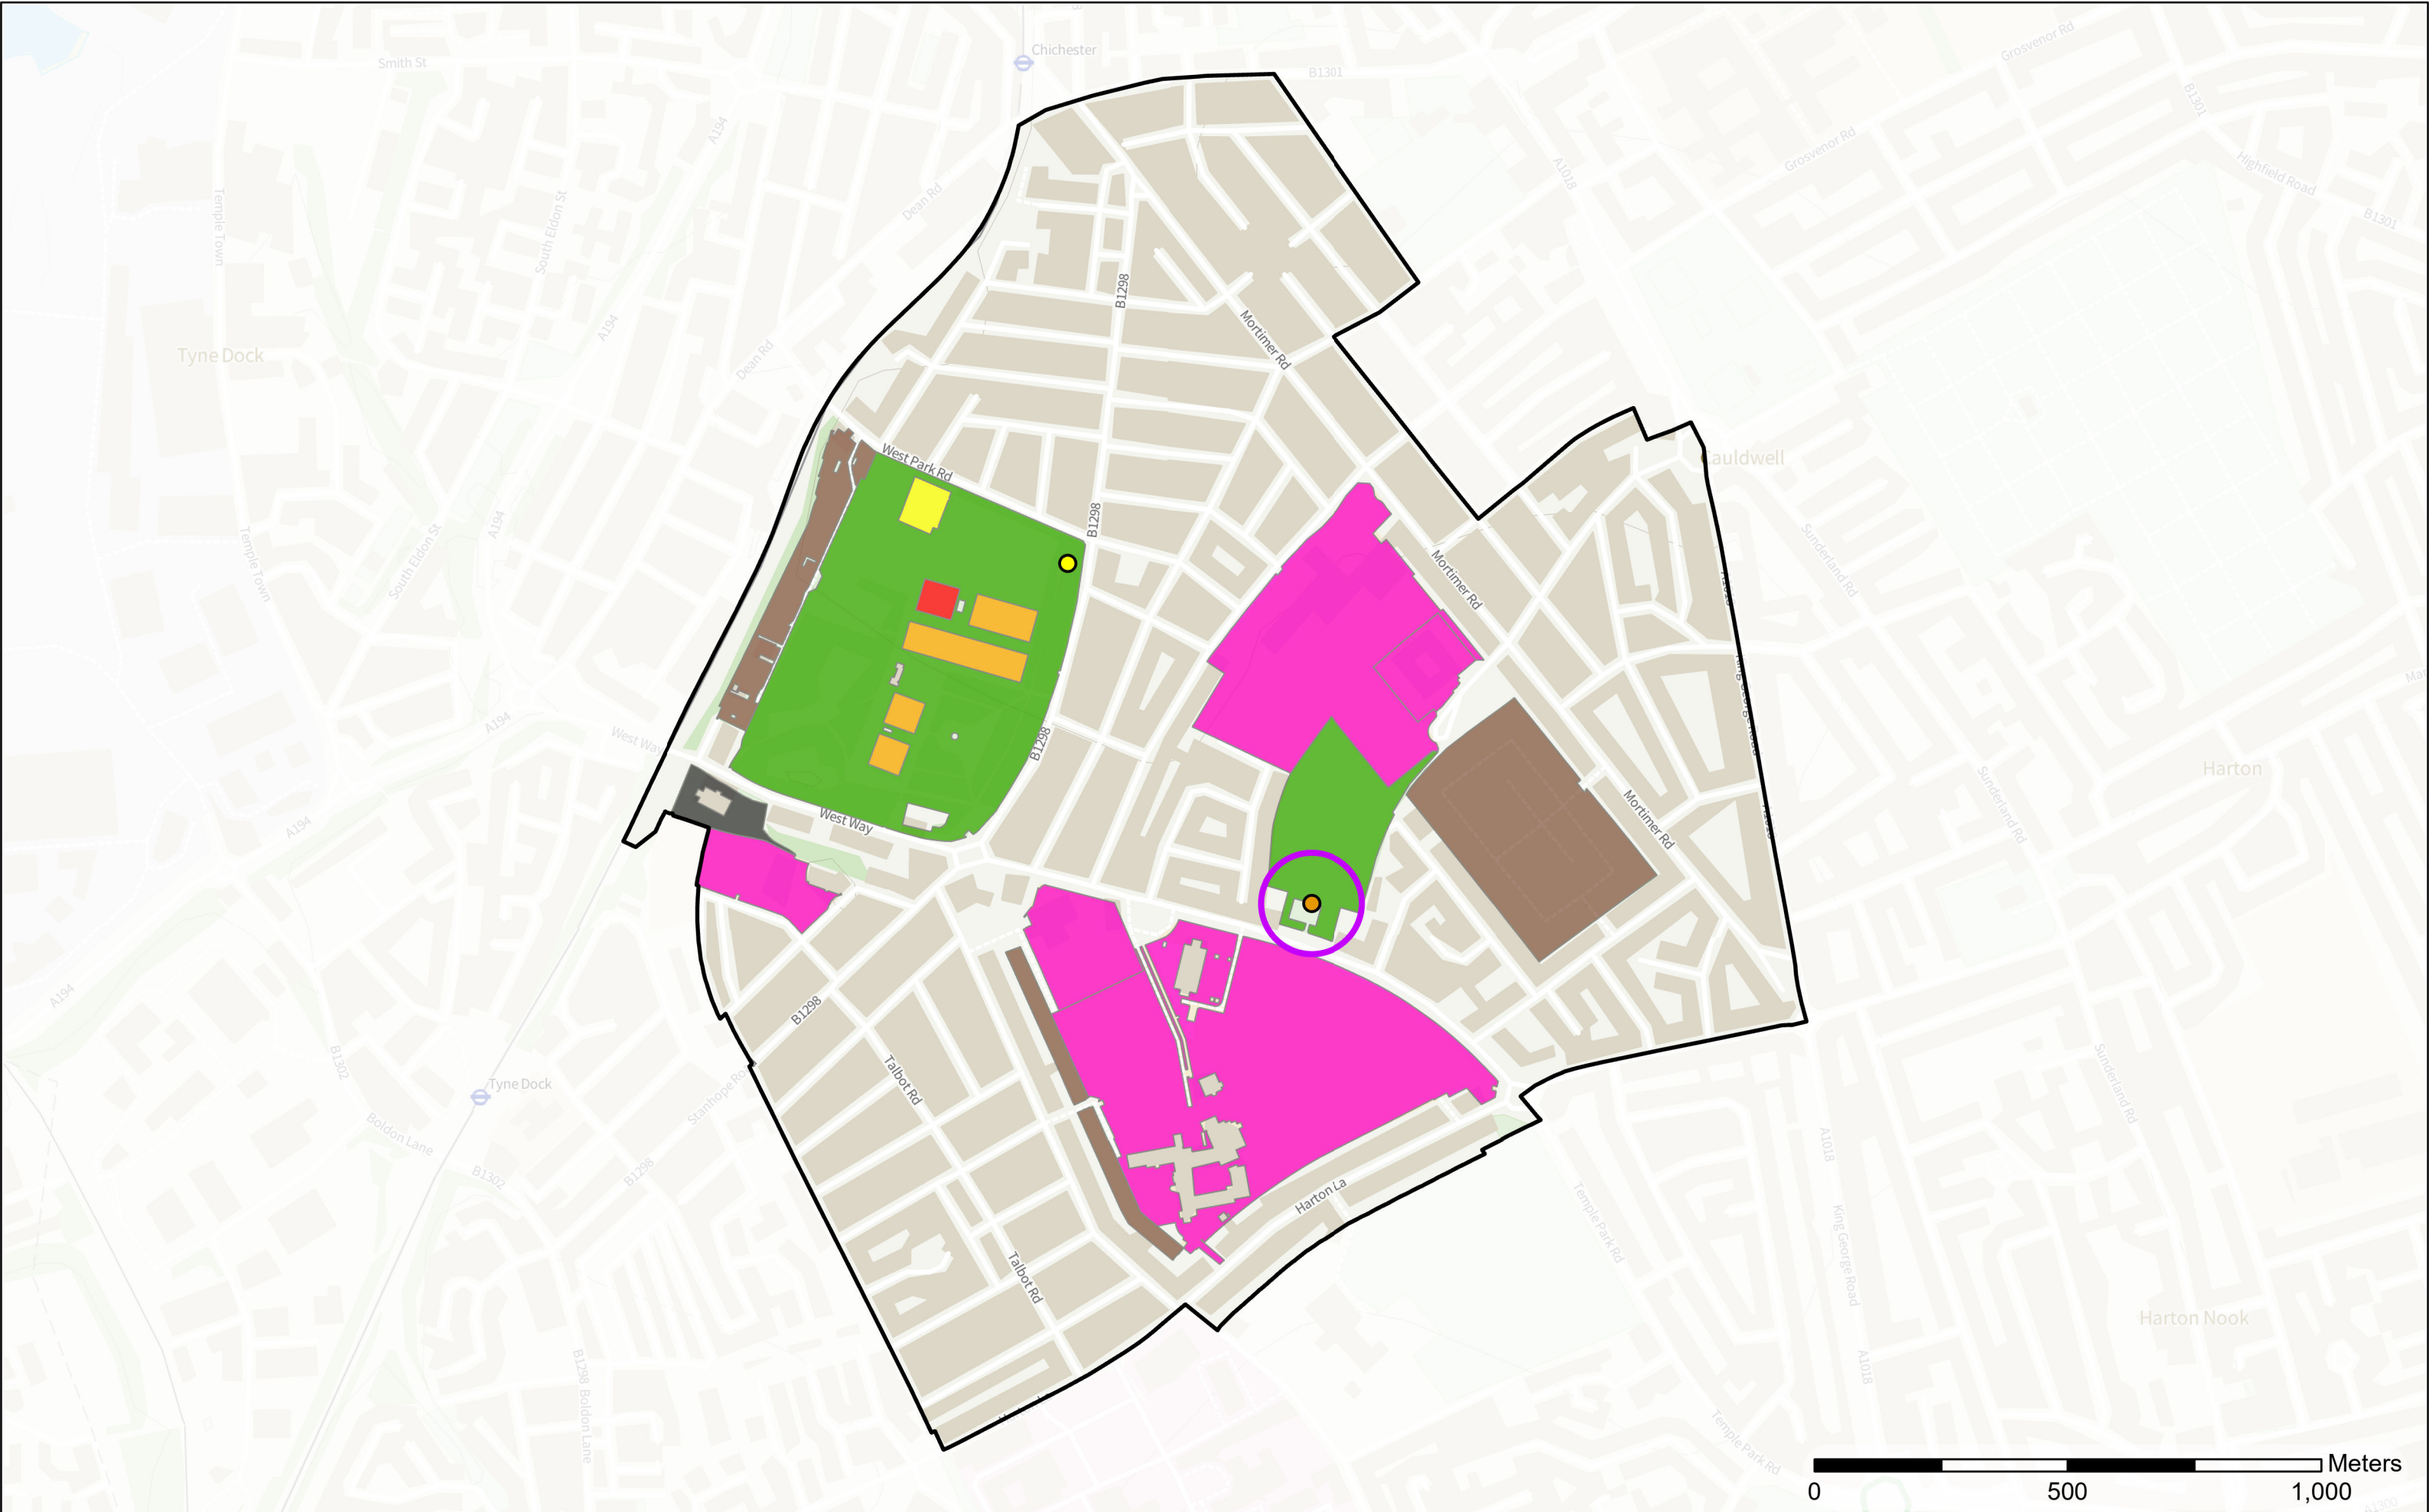 Chichester
Smith St
B1301
Grosvenor Rd
B1301
A194
Grosvenor Rd
A1018
Highfield Road
B1301
Temple Town
South Eldon St
Dean Rd
B1298
Mortimer Rd
A194
Tyne Dock
Dean Rd
Cauldwell
West Park Rd
B1298
A194
South Eldon St
Temple Town
Sunderland Rd
Mortimer Rd
A194
West Way
B1298
Harton
Sunderland Rd
West Way
A194
Mortimer Rd
A194
B1298
B1302
Talbot Rd
Tyne Dock
Stanhope Ro
Sunderland Rd
Boldon Lane
A1018
B1302
B1298
Harton La
Temple Park Rd
King George Road
Talbot Rd
Harton Nook
B1298 Boldon Lane
A1018
Temple Park Rd
Meters
0 500 1,000